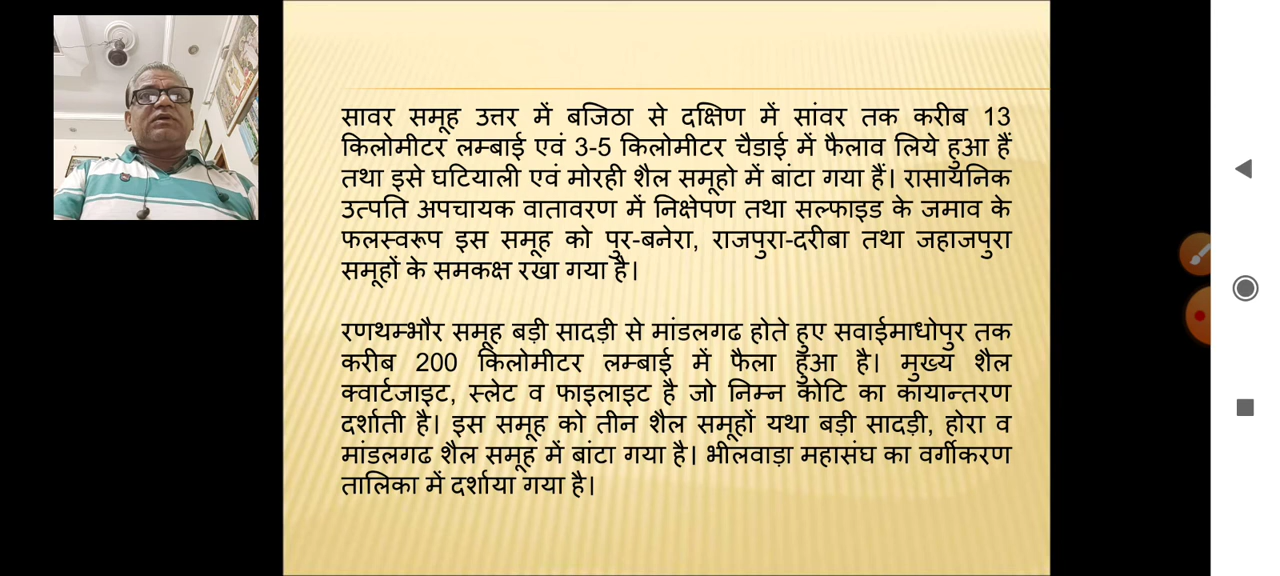 सावर समूह उत्तर में बजिठा से दक्षिण में सांवर तक करीब 13
किलोमीटर लम्बाई एवं 3-5 किलोमीटर चैडाई में फैलाव लिये हुआ हैं
तथा इसे घटियाली एवं मोरही शैल समूहो में बांटा गया हैं। रासायनिक
उत्पति अपचायक वातावरण में निक्षेपण तथा सल्फाइड के जमाव के
फलस्वरूप इस समूह को पुर-बनेरा, राजपुरा-दरीबा तथा जहाजपुरा
समूहों के समकक्ष रखा गया है।
रणथम्भौर समूह बड़ी सादड़ी से मांडलगढ होते हुए सवाईमाधोपुर तक
करीब 200 किलोमीटर लम्बाई में फैला हुआ है। मुख्य शैल
क्वार्टजाइट, स्लेट व फाइलाइट है जो निम्न कोटि का कायान्तरण
दर्शाती है। इस समूह को तीन शैल समूहों यथा बड़ी सादड़ी, होरा व
मांडलगढ शैल समूह में बांटा गया है। भीलवाड़ा महासंघ का वर्गीकरण
तालिका में दर्शाया गया है।